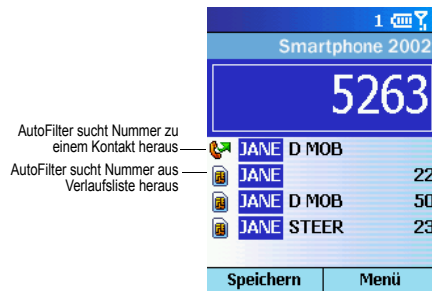 1
Smartphone 2002
5263
AutoFilter sucht Nummer zu
einem Kontakt heraus
JANE D MOB
AutoFilter sucht Nummer aus
Verlaufsliste heraus
JANE 22
JANE D MOB 50
JANE STEER 23
Speichern Menü